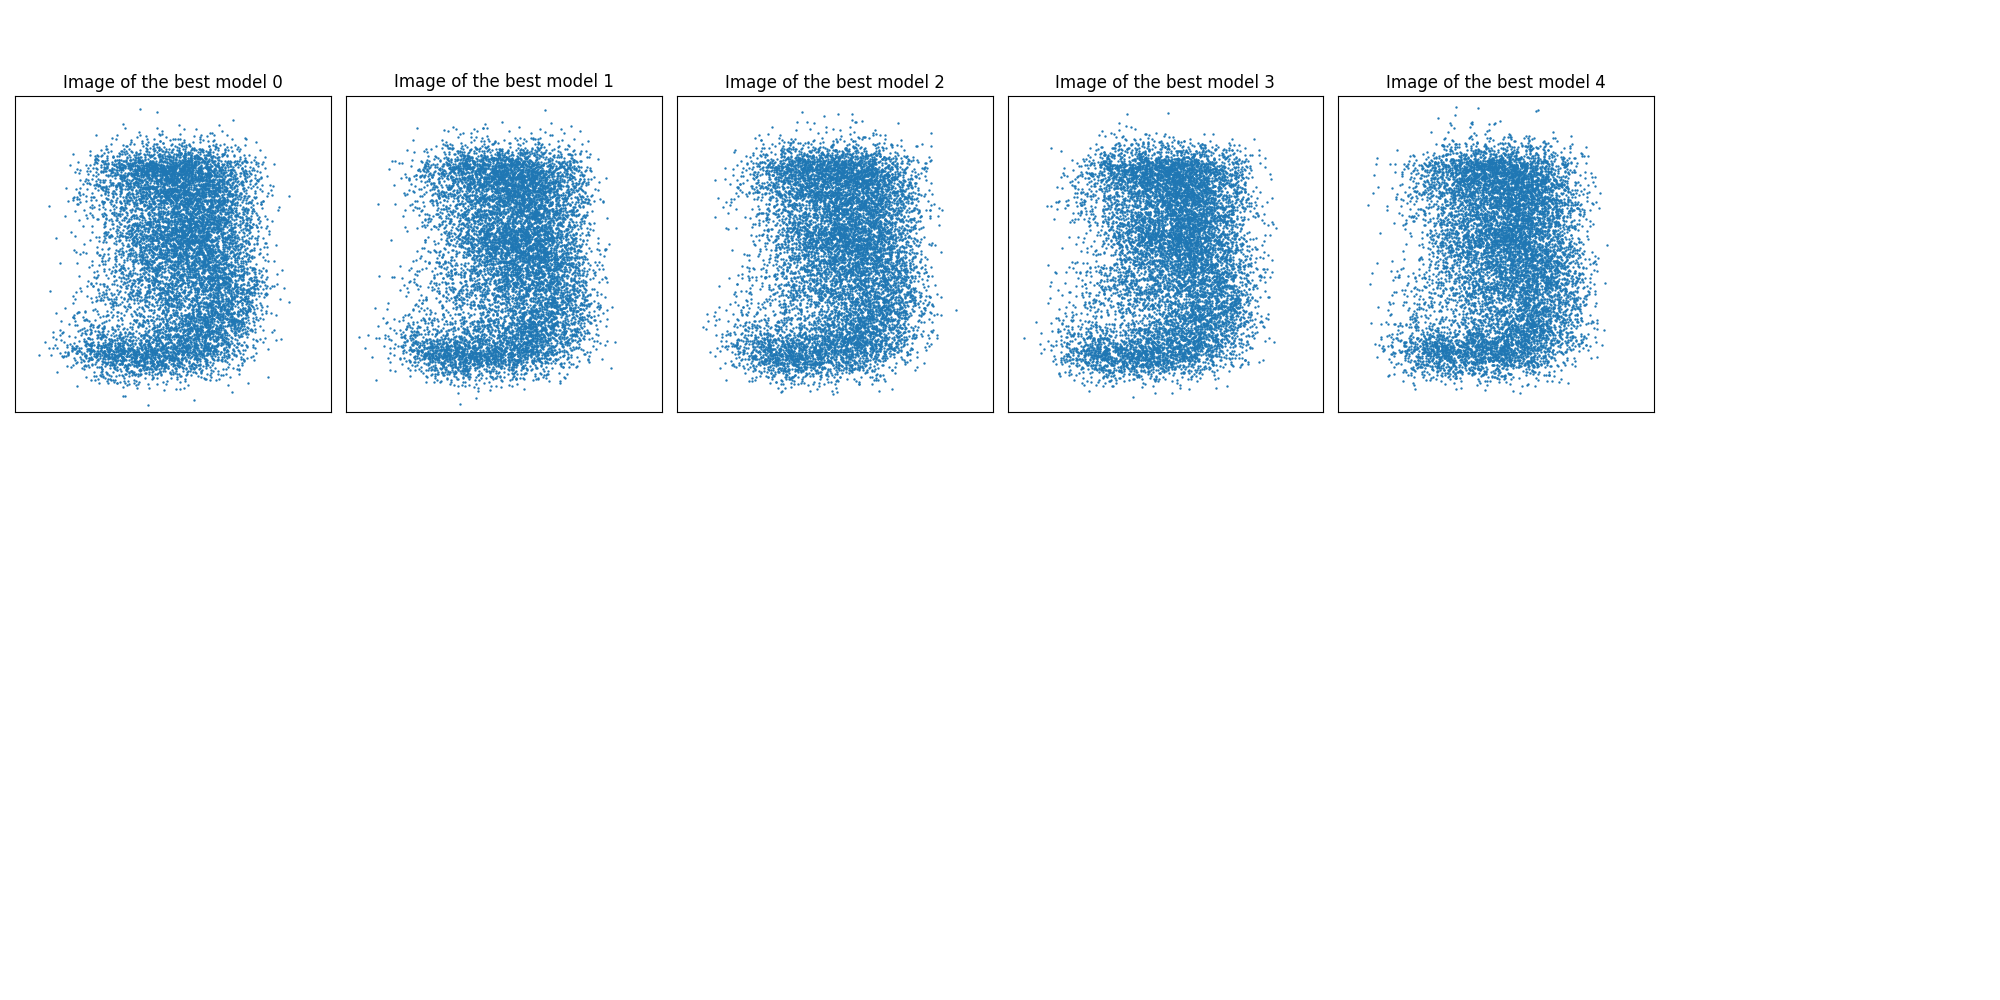 Image of the best model 0
Image of the best model 1
Image of the best model 2
Image of the best model 3
Image of the best model 4